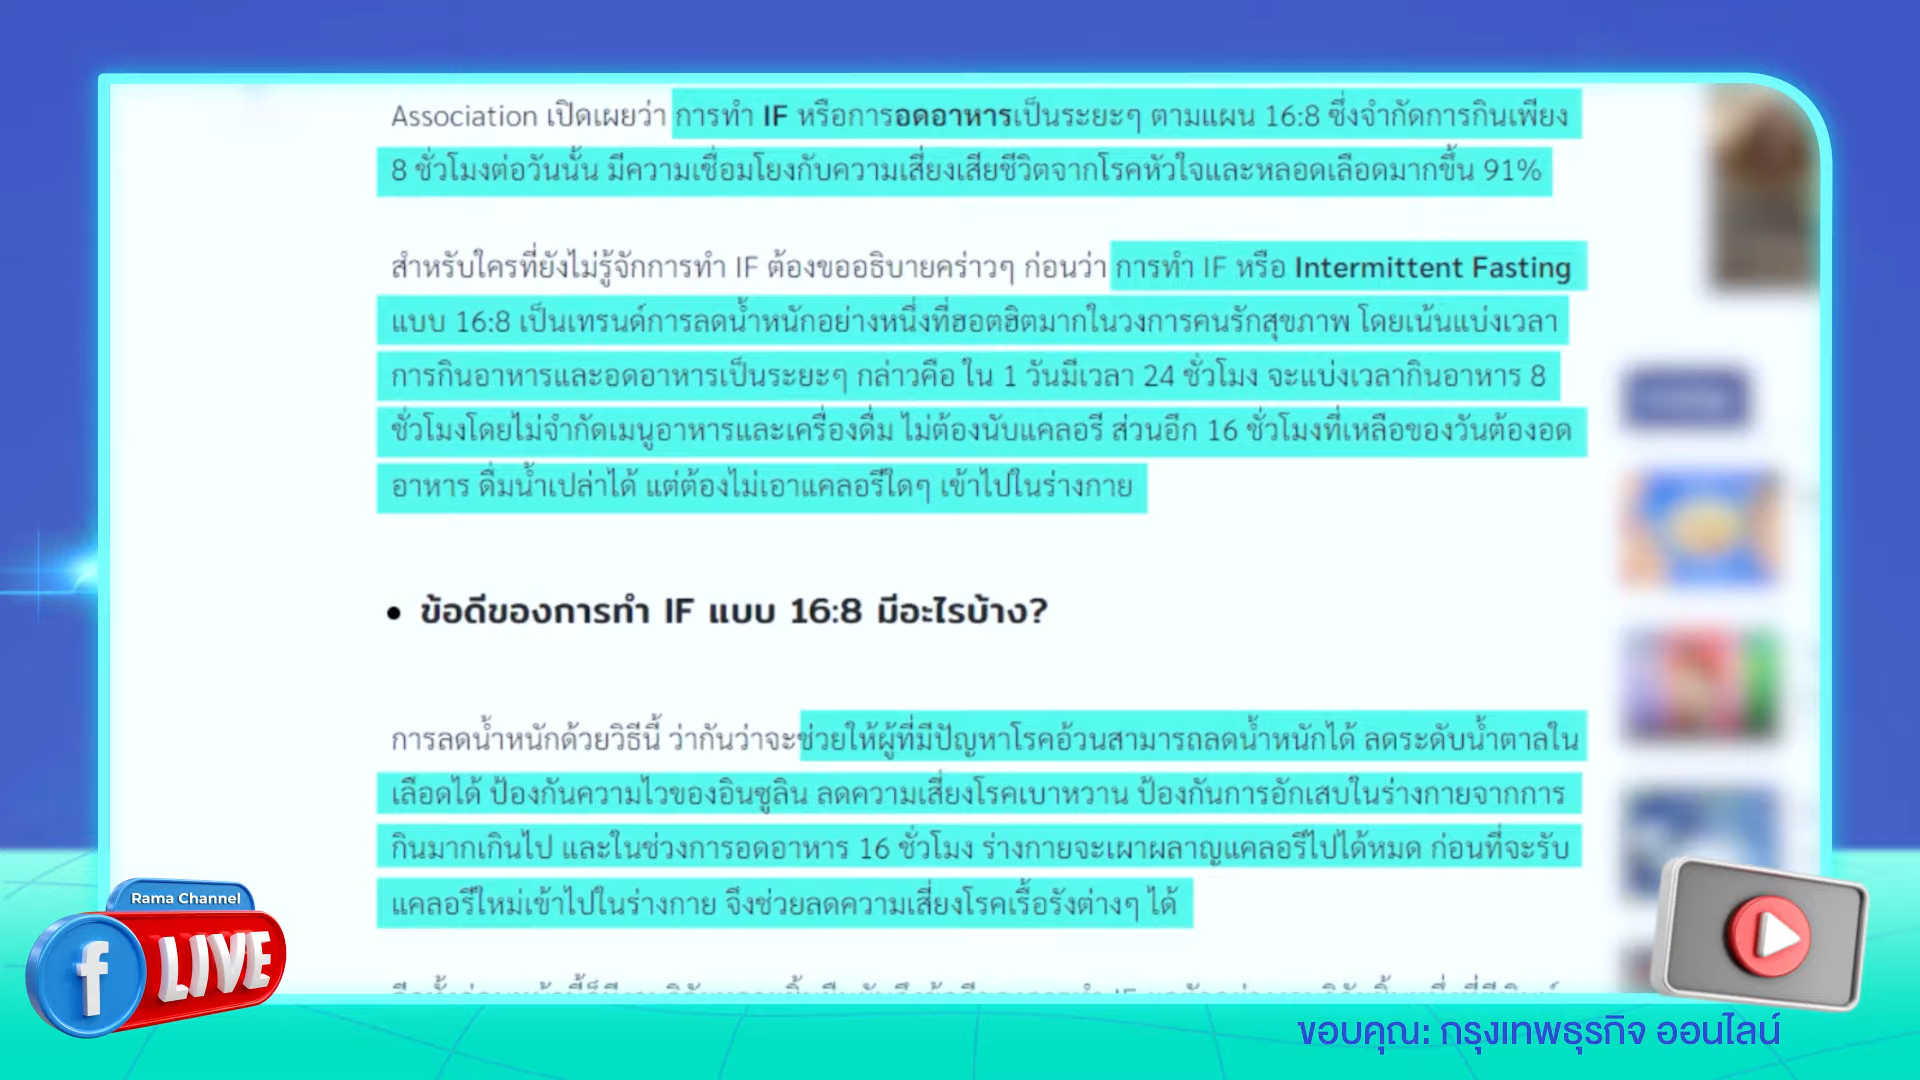 Association เปิดเผยว่า การทำ IF หรือการอดอาหารเป็นระยะๆ ตามแผน 16:8 ซึ่งจำกัดการกินเพียง
8 ชั่วโมงต่อวันนั้น มีความเชื่อมโยงกับความเสี่ยงเสียชีวิตจากโรคหัวใจและหลอดเลือดมากขึ้น 91%
สำหรับใครที่ยังไม่รู้จักการทำ IF ต้องขออธิบายคร่าวๆ ก่อนว่า การทำ IF หรือ Intermittent Fasting
แบบ 16:8 เป็นเทรนด์การลดน้ำหนักอย่างหนึ่งที่ฮอตฮิตมากในวงการคนรักสุขภาพ โดยเน้นแบ่งเวลา
การกินอาหารและอดอาหารเป็นระยะๆ กล่าวคือ ใน 1 วันมีเวลา 24 ชั่วโมง จะแบ่งเวลากินอาหาร 8
ชั่วโมงโดยไม่จำกัดเมนูอาหารและเครื่องดื่ม ไม่ต้องนับแคลอรี ส่วนอีก 16 ชั่วโมงที่เหลือของวันต้องอด
อาหาร ดื่มน้ำเปล่าได้ แต่ต้องไม่เอาแคลอรีใดๆ เข้าไปในร่างกาย
• ข้อดีของการทำ IF แบบ 16:8 มีอะไรบ้าง?
การลดน้ำหนักด้วยวิธีนี้ ว่ากันว่าจะช่วยให้ผู้ที่มีปัญหาโรคอ้วนสามารถลดน้ำหนักได้ ลดระดับน้ำตาลใน
เลือดได้ ป้องกันความไวของอินซูลิน ลดความเสี่ยงโรคเบาหวาน ป้องกันการอักเสบในร่างกายจากการ
กินมากเกินไป และในช่วงการอดอาหาร 16 ชั่วโมง ร่างกายจะเผาผลาญแคลอรีไปได้หมด ก่อนที่จะรับ
แคลอรีใหม่เข้าไปในร่างกาย จึงช่วยลดความเสี่ยงโรคเรื้อรังต่างๆ ได้
Rama Channel
f LIVE
ขอบคุณ: กรุงเทพธุรกิจ ออนไลน์